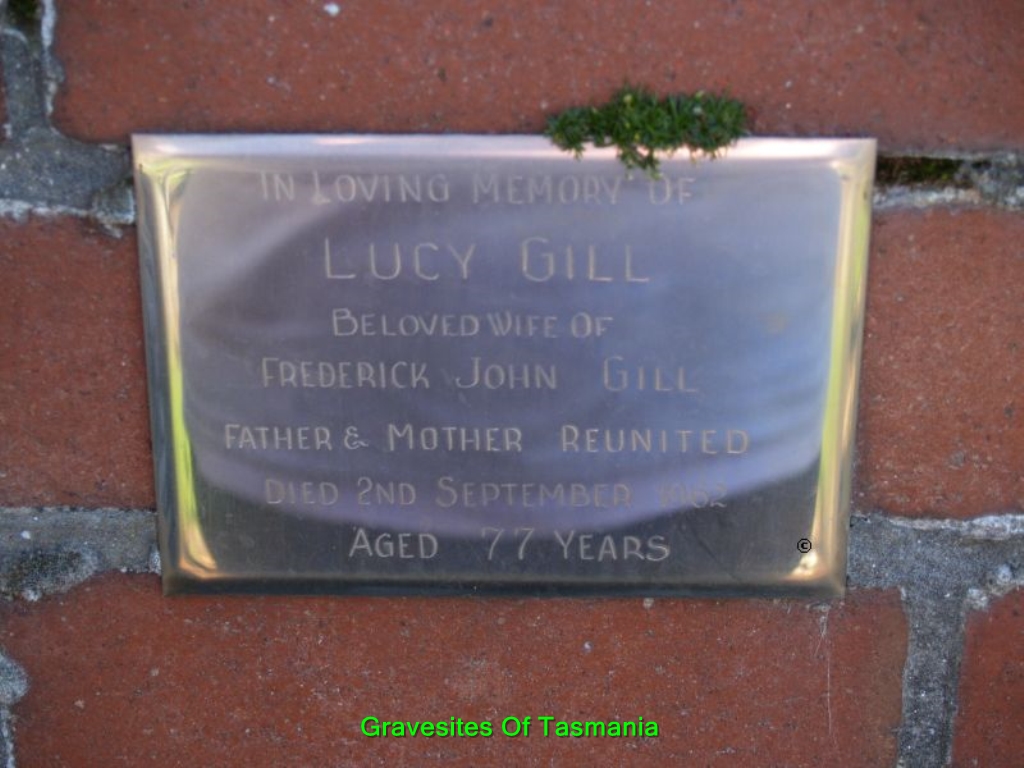 IN LOVING MEMORY OF
LUCY GILL
BELOVED WIFE OF
FREDERICK JOHN GILL
FATHER & MOTHER REUNITED
DIED 2ND SEPTEMBER 1962
AGED 77 YEARS
©
Gravesites Of Tasmania